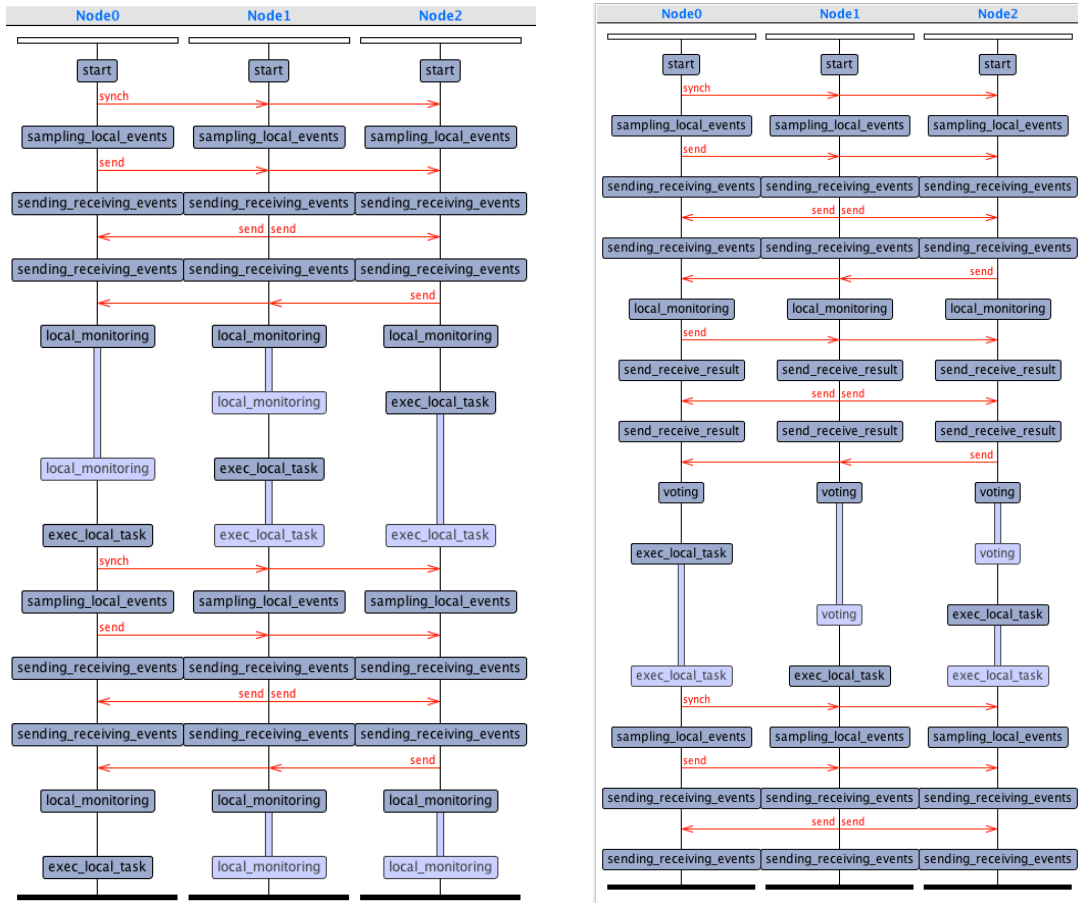 Node0 Node1 Node2
start start start
synch
sampling_local_events sampling_local_events sampling_local_events
send
sending_receiving_events sending_receiving_events sending_receiving_events
send send
sending_receiving_events sending_receiving_events sending_receiving_events
send
local_monitoring local_monitoring local_monitoring
local_monitoring exec_local_task
local_monitoring exec_local_task
exec_local_task exec_local_task exec_local_task
synch
sampling_local_events sampling_local_events sampling_local_events
send
sending_receiving_events sending_receiving_events sending_receiving_events
send send
sending_receiving_events sending_receiving_events sending_receiving_events
send
local_monitoring local_monitoring local_monitoring
exec_local_task local_monitoring local_monitoring
Node0 Node1 Node2
start start start
synch
sampling_local_events sampling_local_events sampling_local_events
send
sending_receiving_events sending_receiving_events sending_receiving_events
send send
sending_receiving_events sending_receiving_events sending_receiving_events
send
local_monitoring local_monitoring local_monitoring
send
send_receive_result send_receive_result send_receive_result
send send
send_receive_result send_receive_result send_receive_result
send
voting voting voting
exec_local_task voting
voting exec_local_task
exec_local_task exec_local_task exec_local_task
synch
sampling_local_events sampling_local_events sampling_local_events
send
sending_receiving_events sending_receiving_events sending_receiving_events
send send
sending_receiving_events sending_receiving_events sending_receiving_events